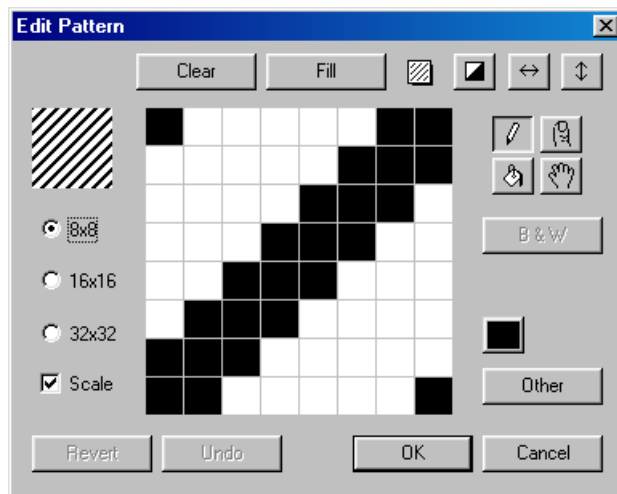 Edit Pattern
Clear Fill
8x8
16x16
32x32
Scale
B & W
Other
Revert Undo OK Cancel